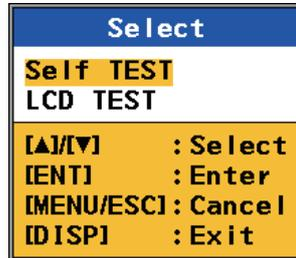 Select
Self TEST
LCD TEST
[▲]/[▼] :Select
[ENT] :Enter
[MENU/ESC]:Cancel
[DISP] :Exit